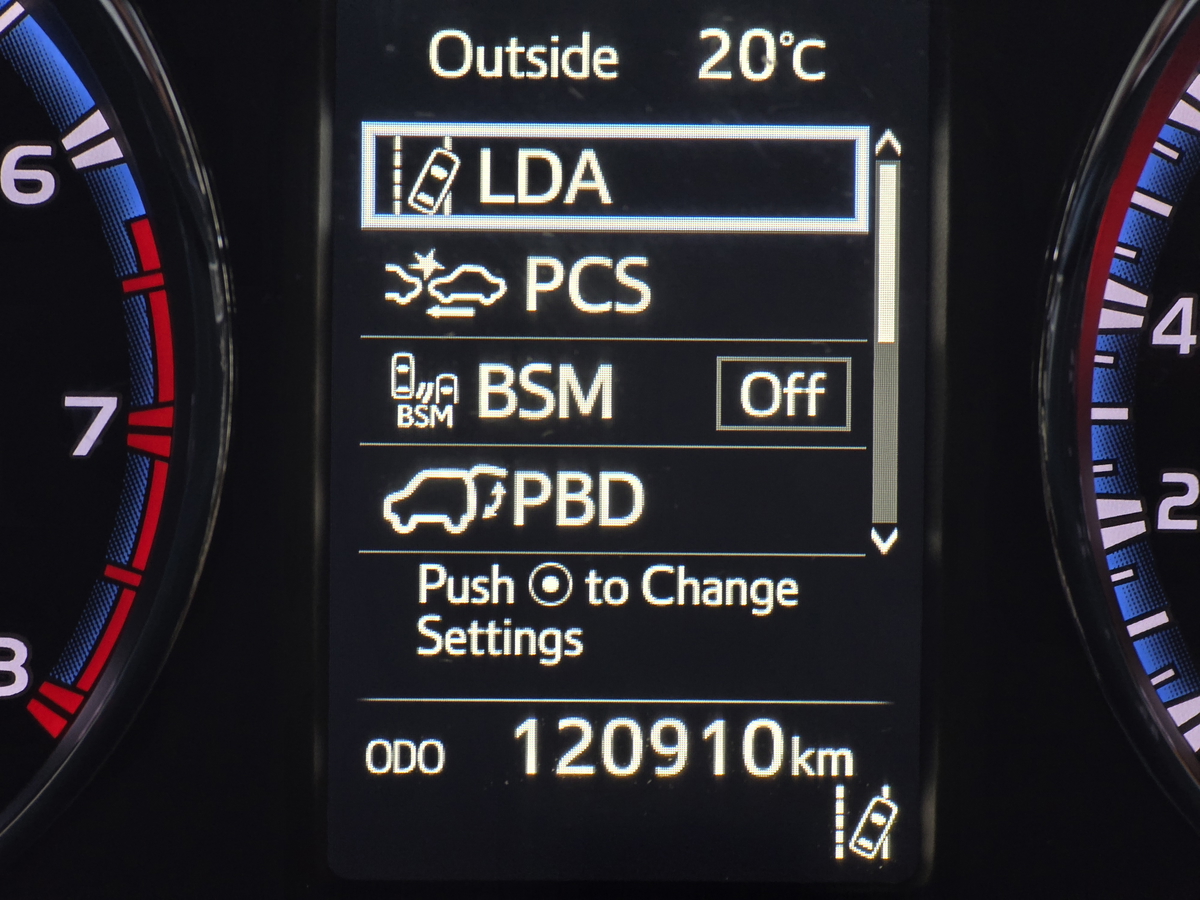 Outside 20°C
LDA
PCS
BSM BSM Off
PBD
Push to Change
Settings
ODO 120910km
6
7
8
4
2